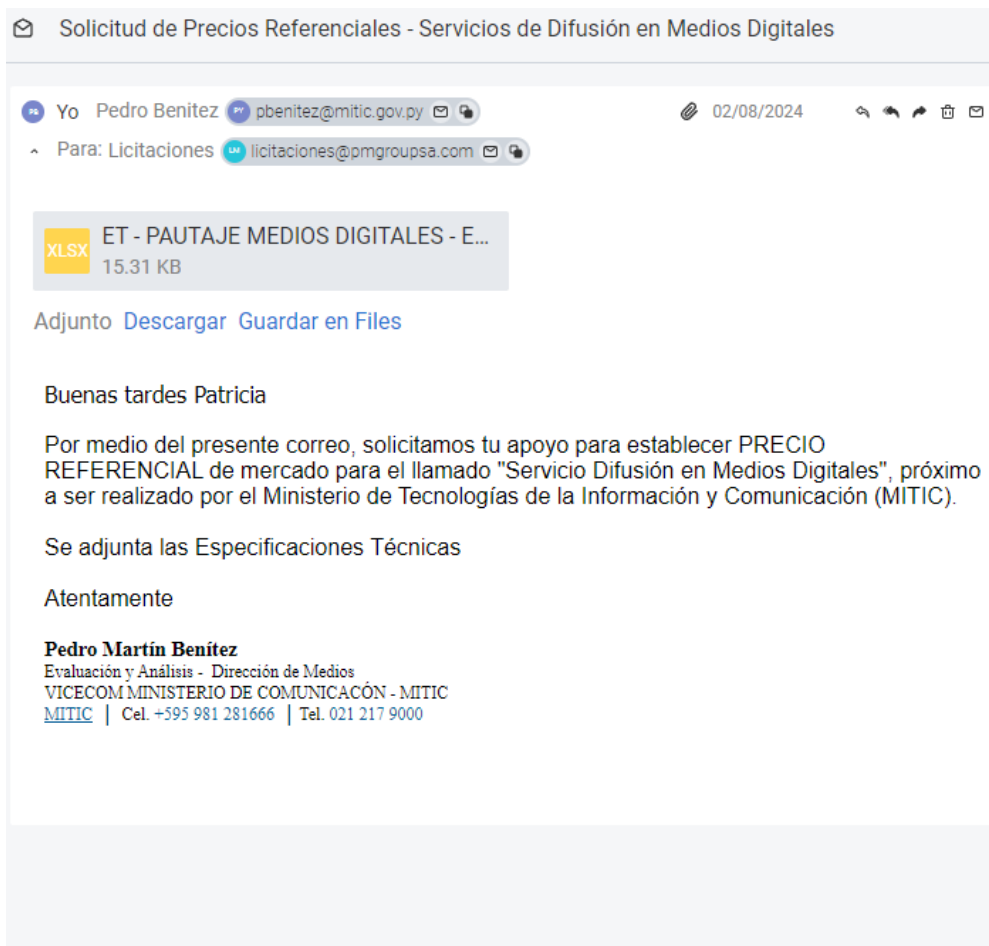 Solicitud de Precios Referenciales - Servicios de Difusión en Medios Digitales
PB Yo Pedro Benitez PY pbenitez@mitic.gov.py 02/08/2024
Para: Licitaciones LM licitaciones@pmgroupsa.com
XLSX ET - PAUTAJE MEDIOS DIGITALES - E...
15.31 KB
Adjunto Descargar Guardar en Files
Buenas tardes Patricia
Por medio del presente correo, solicitamos tu apoyo para establecer PRECIO
REFERENCIAL de mercado para el llamado "Servicio Difusión en Medios Digitales", próximo
a ser realizado por el Ministerio de Tecnologías de la Información y Comunicación (MITIC).
Se adjunta las Especificaciones Técnicas
Atentamente
Pedro Martín Benítez
Evaluación y Análisis - Dirección de Medios
VICECOM MINISTERIO DE COMUNICACÓN - MITIC
MITIC | Cel. +595 981 281666 | Tel. 021 217 9000